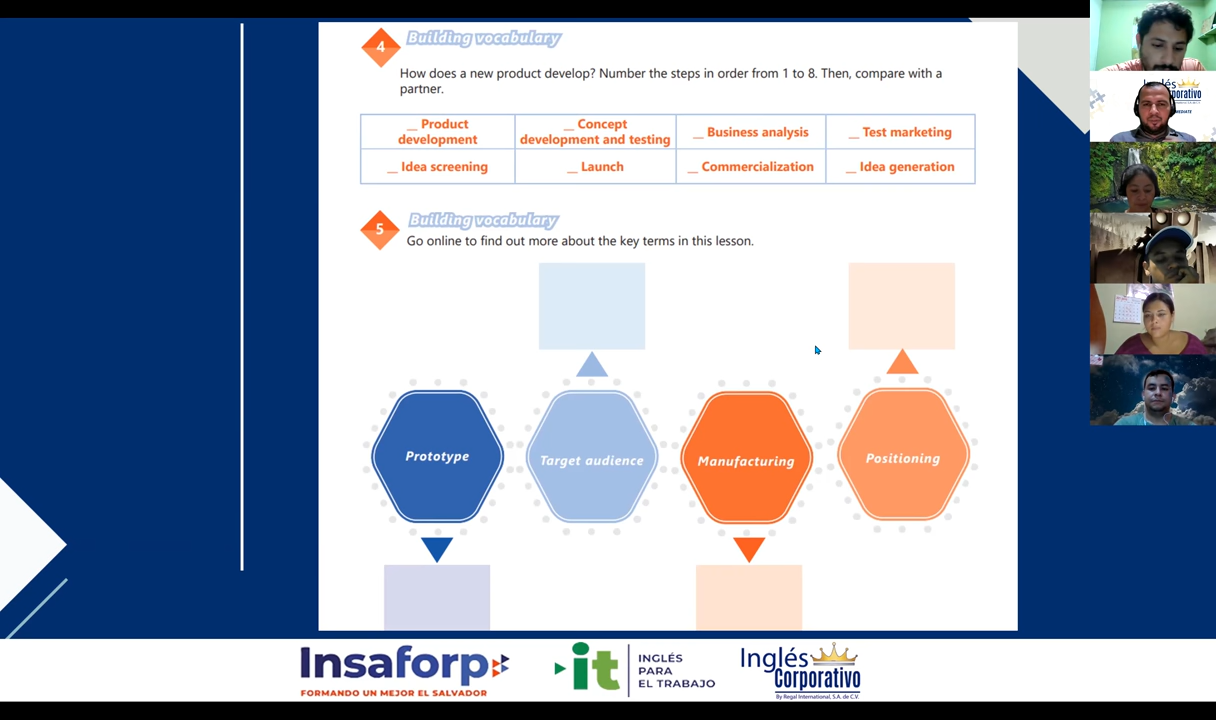 4
Building vocabulary
How does a new product develop? Number the steps in order from 1 to 8. Then, compare with a
partner.
__ Product
development
__ Concept
development and testing
__ Business analysis
__ Test marketing
__ Idea screening
__ Launch
__ Commercialization
__ Idea generation
5
Building vocabulary
Go online to find out more about the key terms in this lesson.
Prototype
Target audience
Manufacturing
Positioning
Insaforp
FORMANDO UN MEJOR EL SALVADOR
it
INGLÉS
PARA
EL TRABAJO
Inglés
Corporativo
By Regal International, S.A. de C.V.